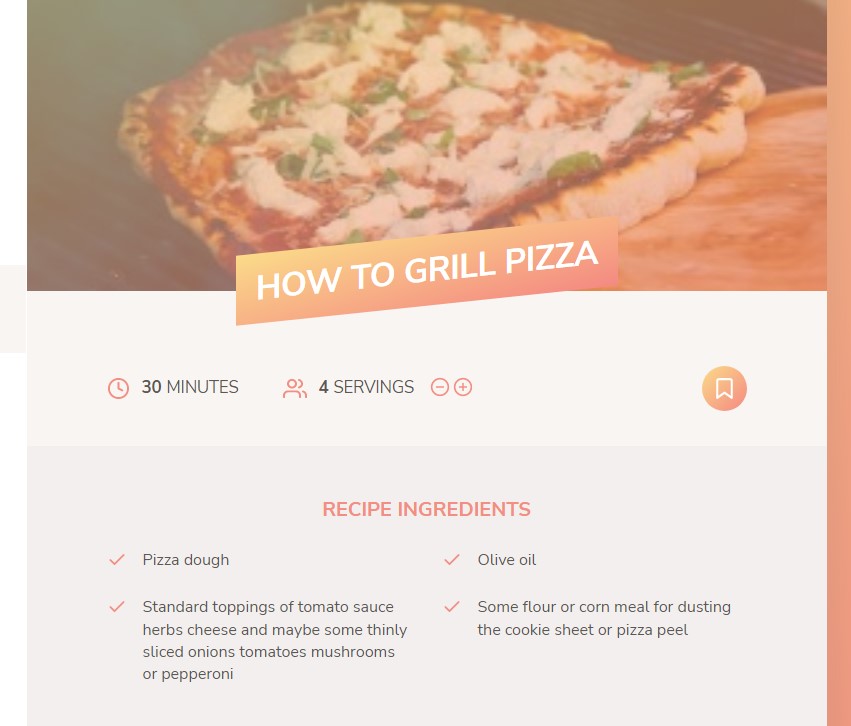 HOW TO GRILL PIZZA
30 MINUTES
4 SERVINGS
RECIPE INGREDIENTS
Pizza dough
Olive oil
Standard toppings of tomato sauce
herbs cheese and maybe some thinly
sliced onions tomatoes mushrooms
or pepperoni
Some flour or corn meal for dusting
the cookie sheet or pizza peel